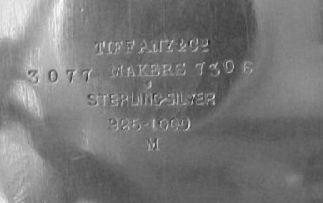 TIFFANY & Co
3077 MAKERS 7306
STERLING-SILVER
925-1000
M